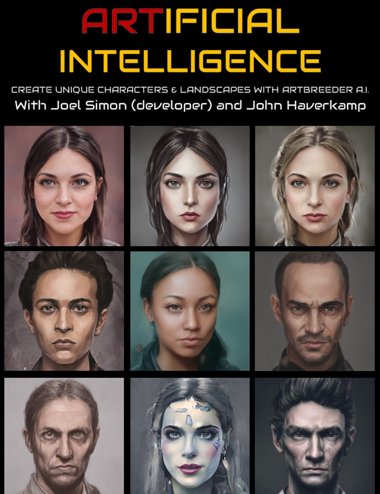 ARTIFICIAL
INTELLIGENCE
CREATE UNIQUE CHARACTERS & LANDSCAPES WITH ARTBREEDER A.I.
With Joel Simon (developer) and John Haverkamp